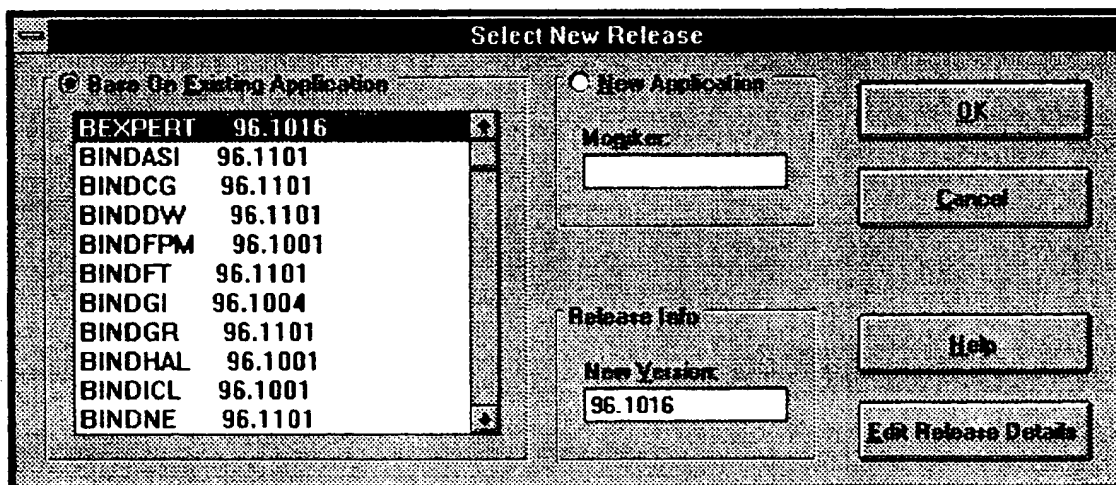 Select New Release
Base On Existing Application
BEXPERT 96.1016
BINDASI 96.1101
BINDCG 96.1101
BINDDW 96.1101
BINDFPM 96.1001
BINDFT 96.1101
BINDGI 96.1004
BINDGR 96.1101
BINDHAL 96.1001
BINDICL 96.1001
BINDNE 96.1101
New Application
Release Info
New Version:
96.1016
OK
Cancel
Help
Edit Release Details